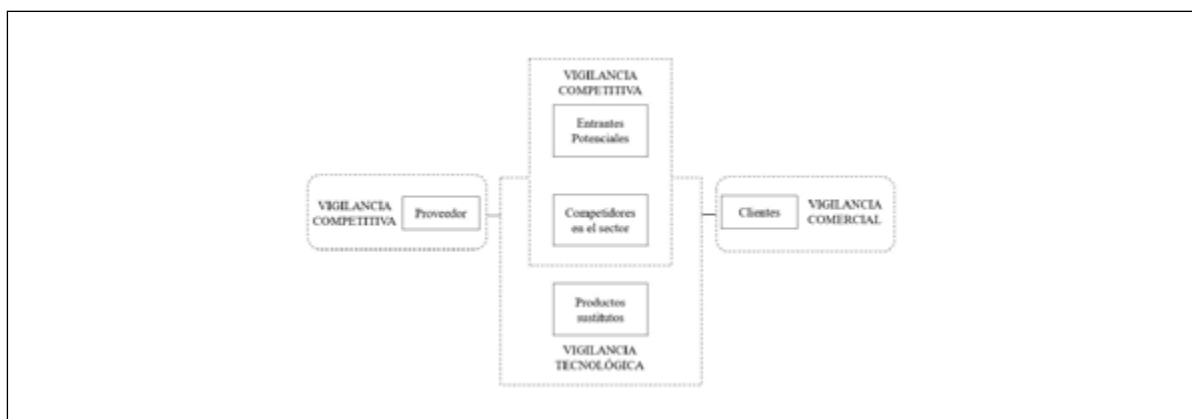 VIGILANCIA
COMPETITIVA
Entrantes
Potenciales
VIGILANCIA
COMPETITIVA
Proveedor
Competidores
en el sector
Clientes
VIGILANCIA
COMERCIAL
Productos
sustitutos
VIGILANCIA
TECNOLÓGICA